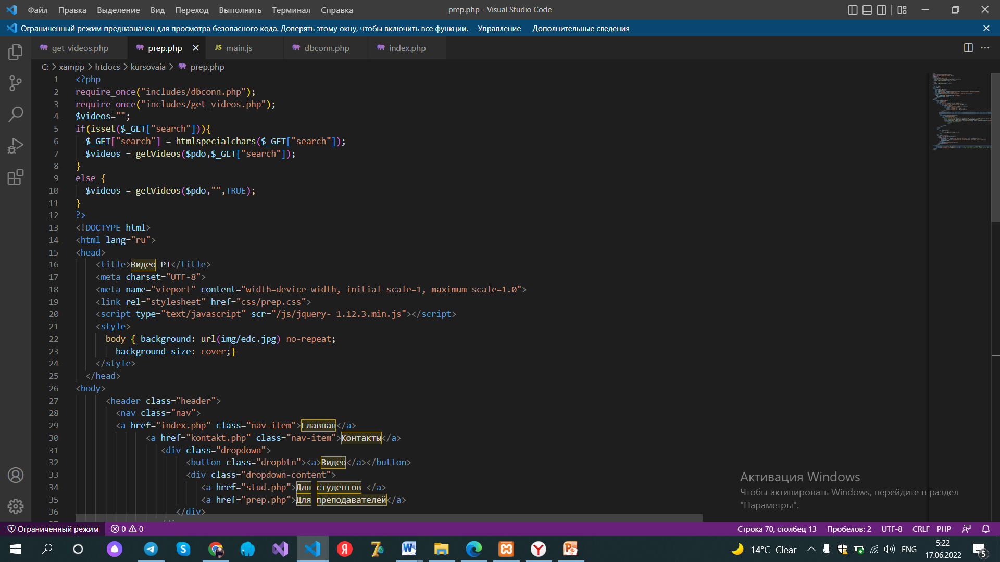 Файл Правка Выделение Вид Переход Выполнить Терминал Справка prep.php - Visual Studio Code
Ограниченный режим предназначен для просмотра безопасного кода. Доверять этому окну, чтобы включить все функции. Управление Дополнительные сведения
get_videos.php prep.php JS main.js dbconn.php index.php
C: > xampp > htdocs > kursovaia > prep.php
1 <?php
2 require_once("includes/dbconn.php");
3 require_once("includes/get_videos.php");
4 $videos="";
5 if(isset($_GET["search"])){
6 $_GET["search"] = htmlspecialchars($_GET["search"]);
7 $videos = getVideos($pdo,$_GET["search"]);
8 }
9 else {
10 $videos = getVideos($pdo,"",TRUE);
11 }
12 ?>
13 <!DOCTYPE html>
14 <html lang="ru">
15 <head>
16 <title>Видео PI</title>
17 <meta charset="UTF-8">
18 <meta name="vieport" content="width=device-width, initial-scale=1, maximum-scale=1.0">
19 <link rel="stylesheet" href="css/prep.css">
20 <script type="text/javascript" scr="/js/jquery- 1.12.3.min.js"></script>
21 <style>
22 body { background: url(img/edc.jpg) no-repeat;
23 background-size: cover;}
24 </style>
25 </head>
26 <body>
27 <header class="header">
28 <nav class="nav">
29 <a href="index.php" class="nav-item">Главная</a>
30 <a href="kontakt.php" class="nav-item">Контакты</a>
31 <div class="dropdown">
32 <button class="dropbtn"><a>Видео</a></button>
33 <div class="dropdown-content">
34 <a href="stud.php">Для студентов </a>
35 <a href="prep.php">Для преподавателей</a>
36 </div>
Активация Windows
Чтобы активировать Windows, перейдите в раздел
"Параметры".
Ограниченный режим 0 0 Строка 70, столбец 13 Пробелов: 2 UTF-8 CRLF PHP
14°C Clear ENG 5:22
17.06.2022 5